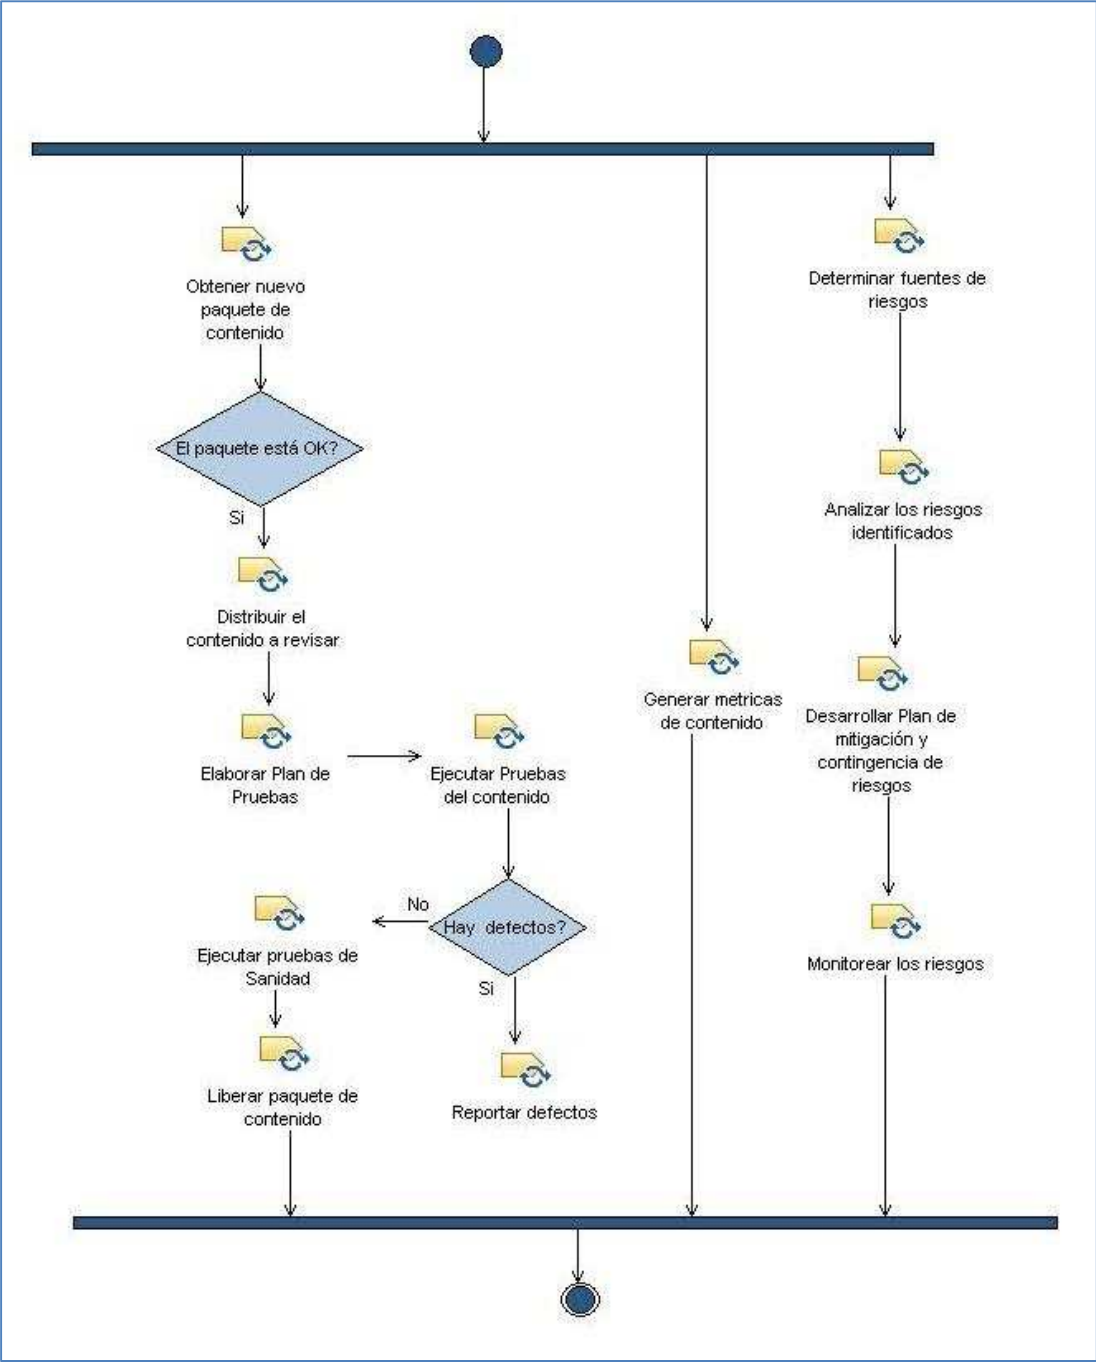 Obtener nuevo
paquete de
contenido
El paquete está OK?
Si
Distribuir el
contenido a revisar
Elaborar Plan de
Pruebas
Ejecutar Pruebas
del contenido
Hay defectos?
No
Si
Ejecutar pruebas de
Sanidad
Liberar paquete de
contenido
Reportar defectos
Generar metricas
de contenido
Determinar fuentes de
riesgos
Analizar los riesgos
identificados
Desarrollar Plan de
mitigación y
contingencia de
riesgos
Monitorear los riesgos